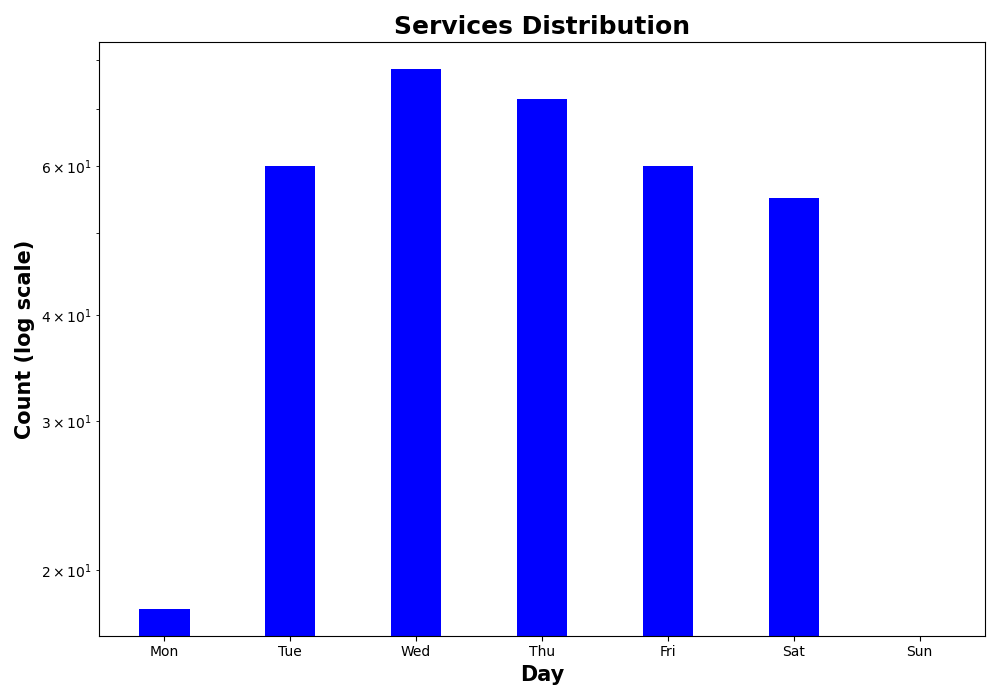 Services Distribution
Count (log scale)
6 × 10¹
4 × 10¹
3 × 10¹
2 × 10¹
Mon Tue Wed Thu Fri Sat Sun
Day